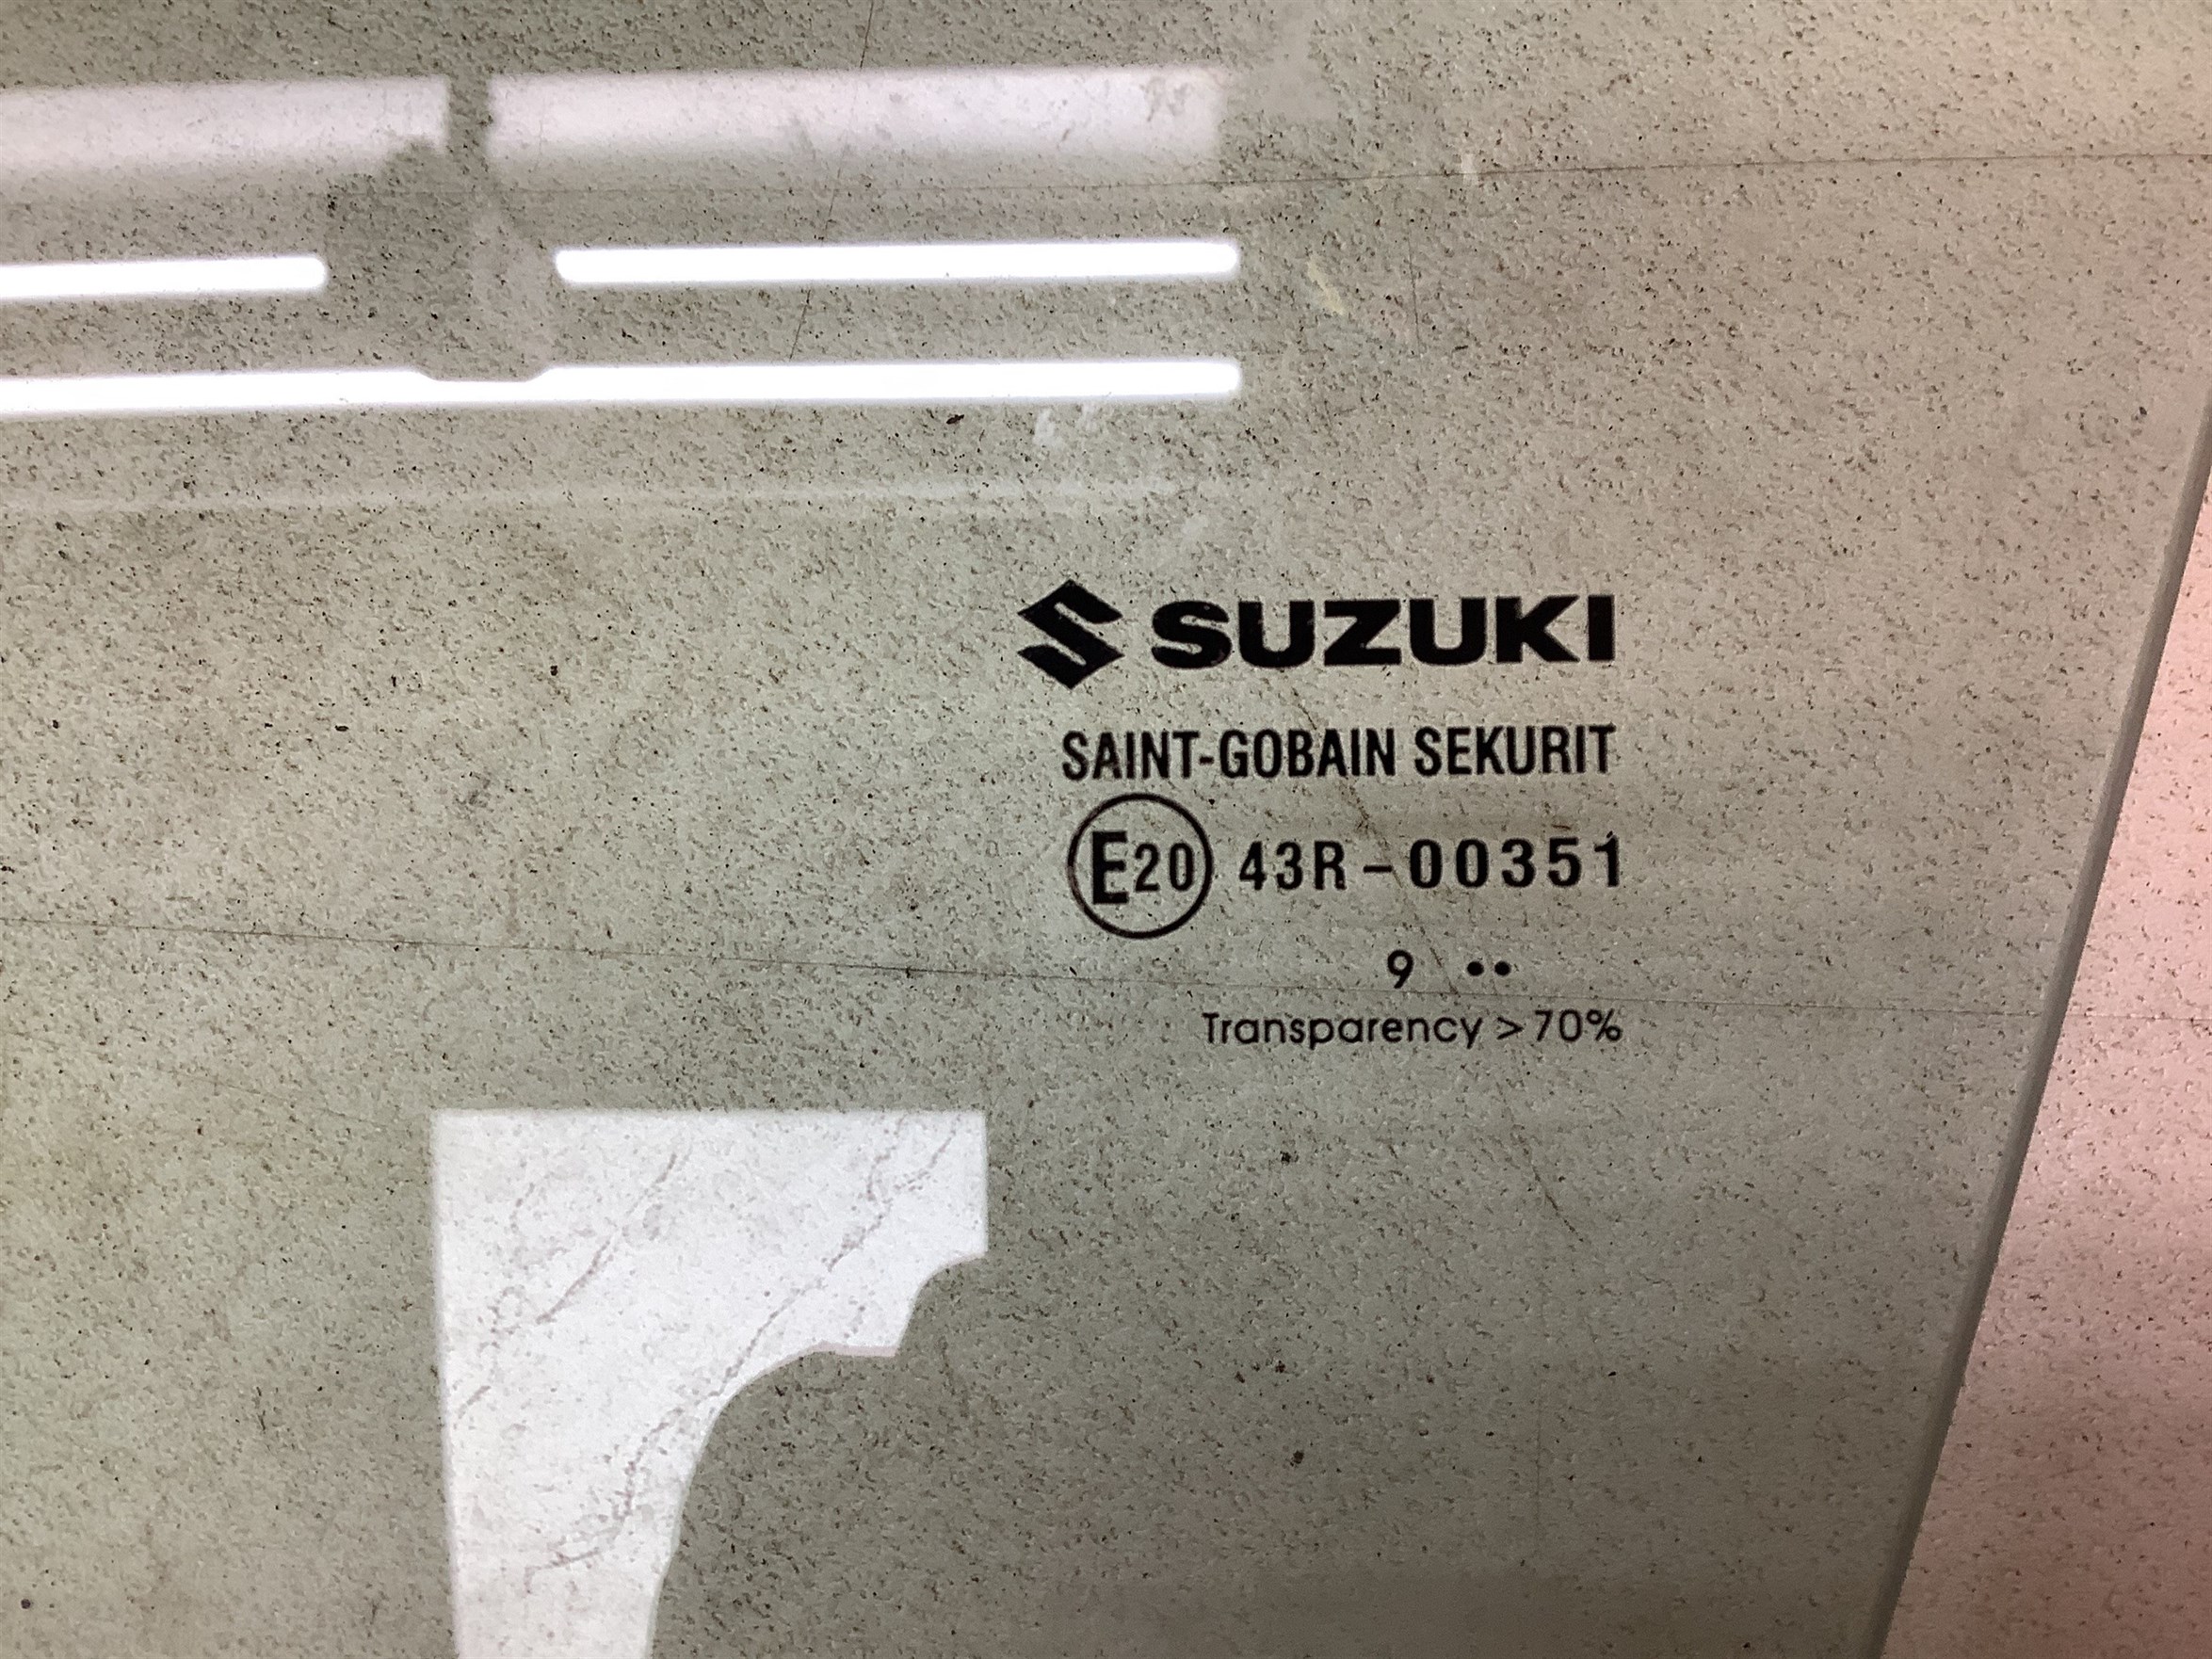 SUZUKI
SAINT-GOBAIN SEKURIT
E20 43R-00351
9 ••
Transparency > 70%